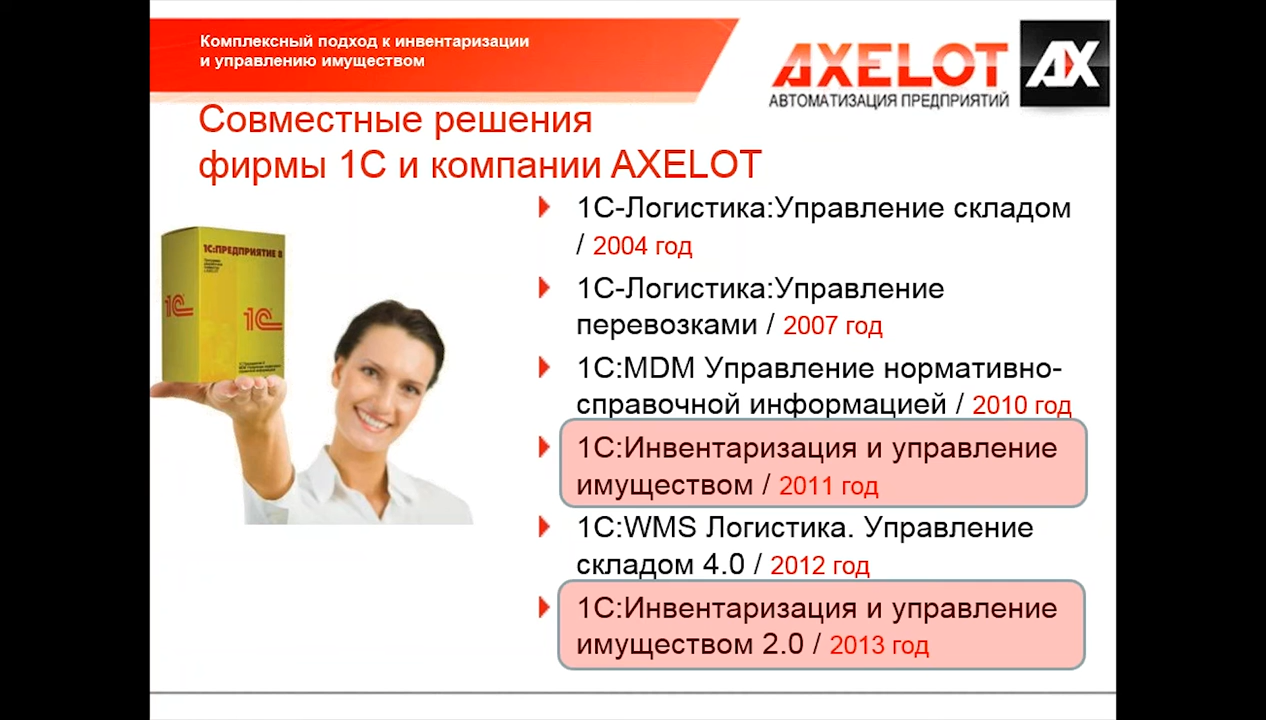 Комплексный подход к инвентаризации
и управлению имуществом
AXELOT
AX
АВТОМАТИЗАЦИЯ ПРЕДПРИЯТИЙ
Совместные решения
фирмы 1С и компании AXELOT
1С:ПРЕДПРИЯТИЕ 8
1С
1С
1С-Логистика:Управление складом
/ 2004 год
1С-Логистика:Управление
перевозками / 2007 год
1С:MDM Управление нормативно-
справочной информацией / 2010 год
1С:Инвентаризация и управление
имуществом / 2011 год
1С:WMS Логистика. Управление
складом 4.0 / 2012 год
1С:Инвентаризация и управление
имуществом 2.0 / 2013 год